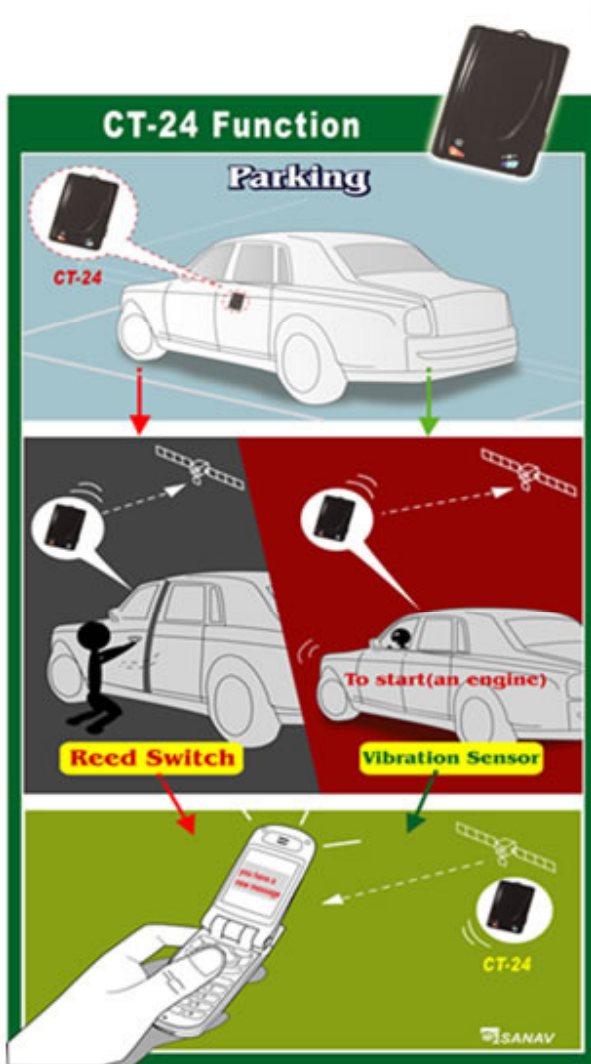 CT-24 Function
Parking
CT-24
To start(an engine)
Reed Switch
Vibration Sensor
you have a
new message
CT-24
SANAV